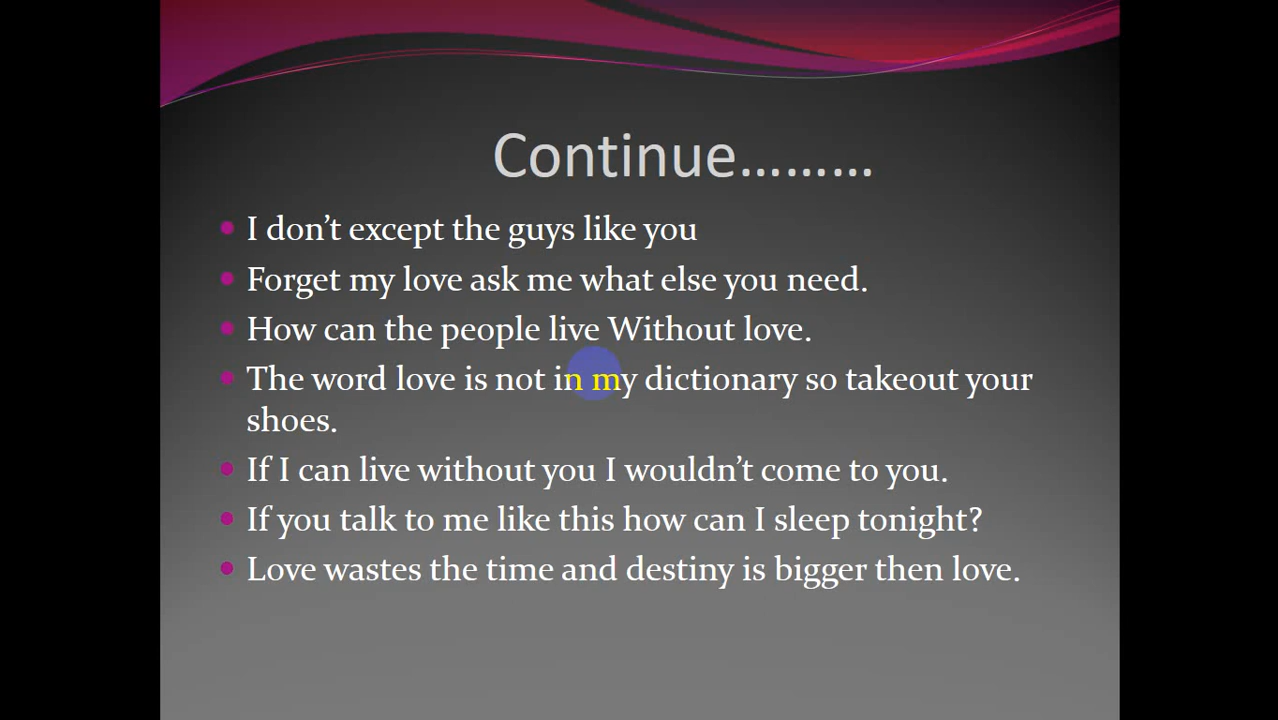 Continue………
I don’t except the guys like you
Forget my love ask me what else you need.
How can the people live Without love.
The word love is not in my dictionary so takeout your
shoes.
If I can live without you I wouldn’t come to you.
If you talk to me like this how can I sleep tonight?
Love wastes the time and destiny is bigger then love.